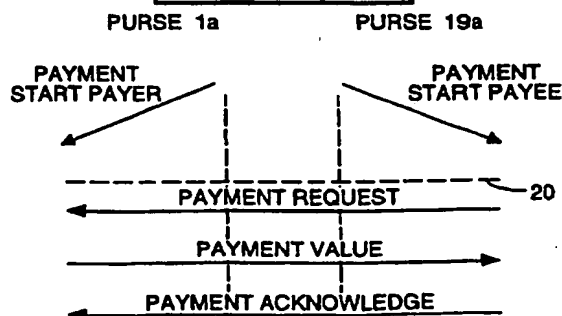 PURSE 1a
PURSE 19a
PAYMENT
START PAYER
PAYMENT
START PAYEE
20
PAYMENT REQUEST
PAYMENT VALUE
PAYMENT ACKNOWLEDGE